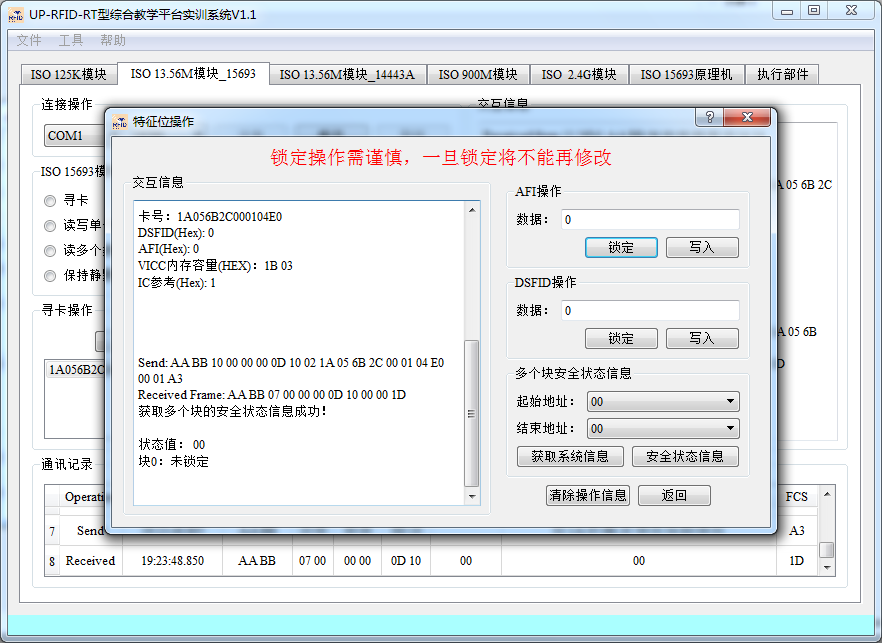 UP-RFID-RT型综合教学平台实训系统V1.1
文件 工具 帮助
ISO 125K模块 ISO 13.56M模块_15693 ISO 13.56M模块_14443A ISO 900M模块 ISO 2.4G模块 ISO 15693原理机 执行部件
连接操作
交互信息
COM1
特征位操作
锁定操作需谨慎，一旦锁定将不能再修改
交互信息
卡号：1A056B2C000104E0
DSFID(Hex): 0
AFI(Hex): 0
VICC内存容量(HEX)：1B 03
IC参考(Hex): 1
Send: AA BB 10 00 00 00 0D 10 02 1A 05 6B 2C 00 01 04 E0
00 01 A3
Received Frame: AA BB 07 00 00 00 0D 10 00 00 1D
获取多个块的安全状态信息成功！
状态值：00
块0：未锁定
AFI操作
数据： 0
锁定 写入
DSFID操作
数据： 0
锁定 写入
多个块安全状态信息
起始地址： 00
结束地址： 00
获取系统信息 安全状态信息
清除操作信息 返回
ISO 15693模
寻卡
读写单
读多个
保持静
寻卡操作
1A056B2C
A 05 6B 2C
A 05 6B
通讯记录
Operati FCS
7 Send A3
8 Received 19:23:48.850 AA BB 07 00 00 00 0D 10 00 00 1D